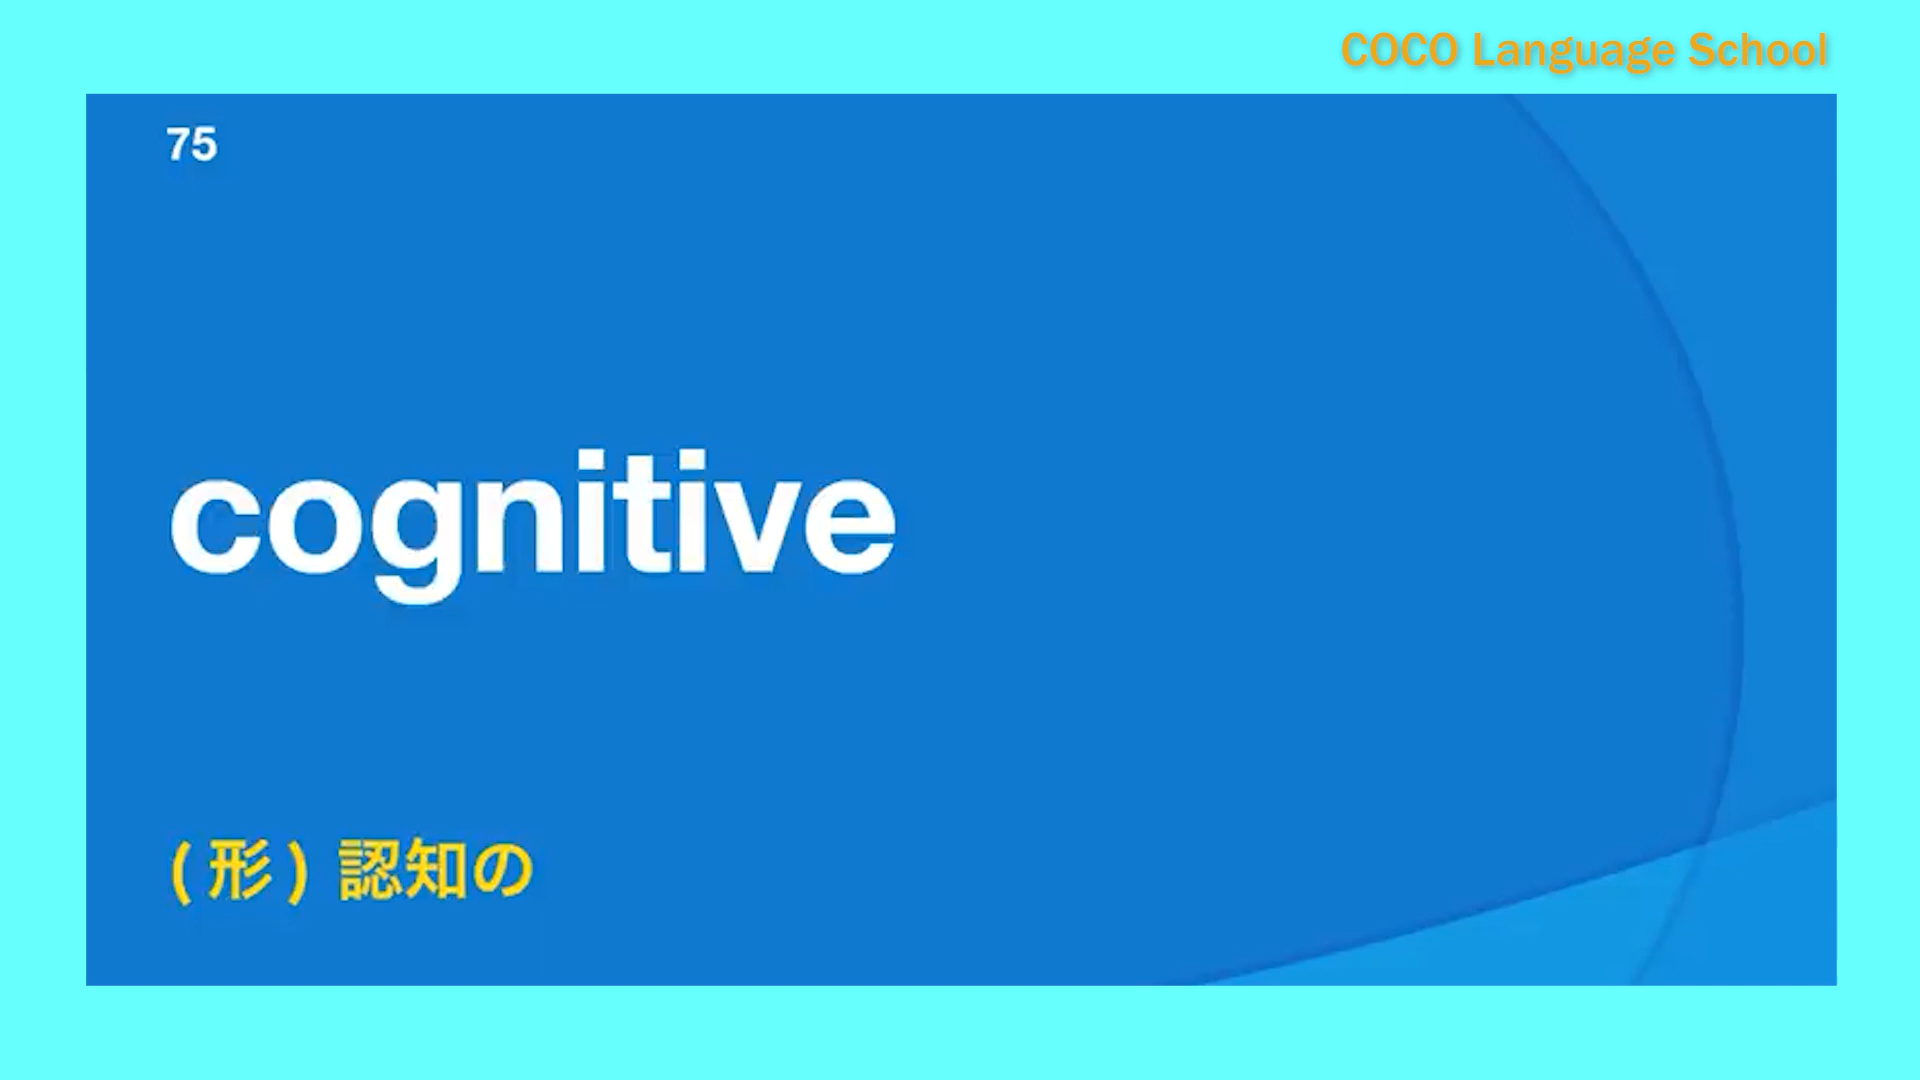 COCO Language School
75
cognitive
( 形 ) 認知の